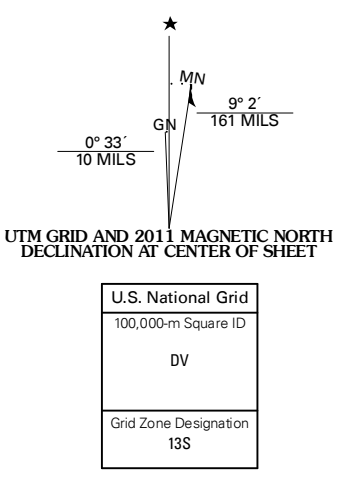 ★
MN
GN
9° 2´
161 MILS
0° 33´
10 MILS
UTM GRID AND 2011 MAGNETIC NORTH
DECLINATION AT CENTER OF SHEET
U.S. National Grid
100,000-m Square ID
DV
Grid Zone Designation
13S